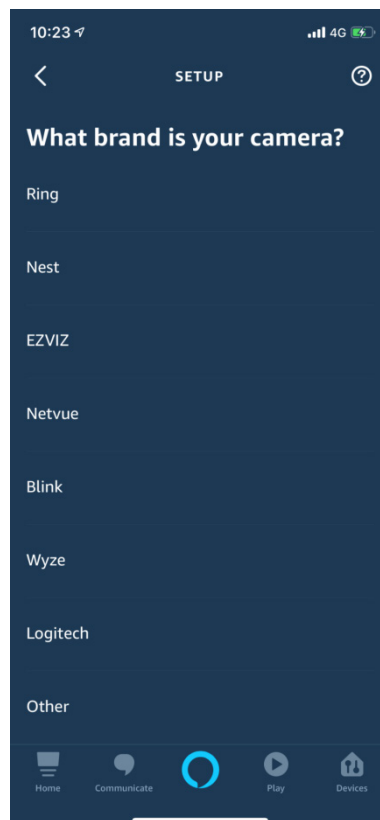 10:23 4G
SETUP
What brand is your camera?
Ring
Nest
EZVIZ
Netvue
Blink
Wyze
Logitech
Other
Home Communicate Play Devices